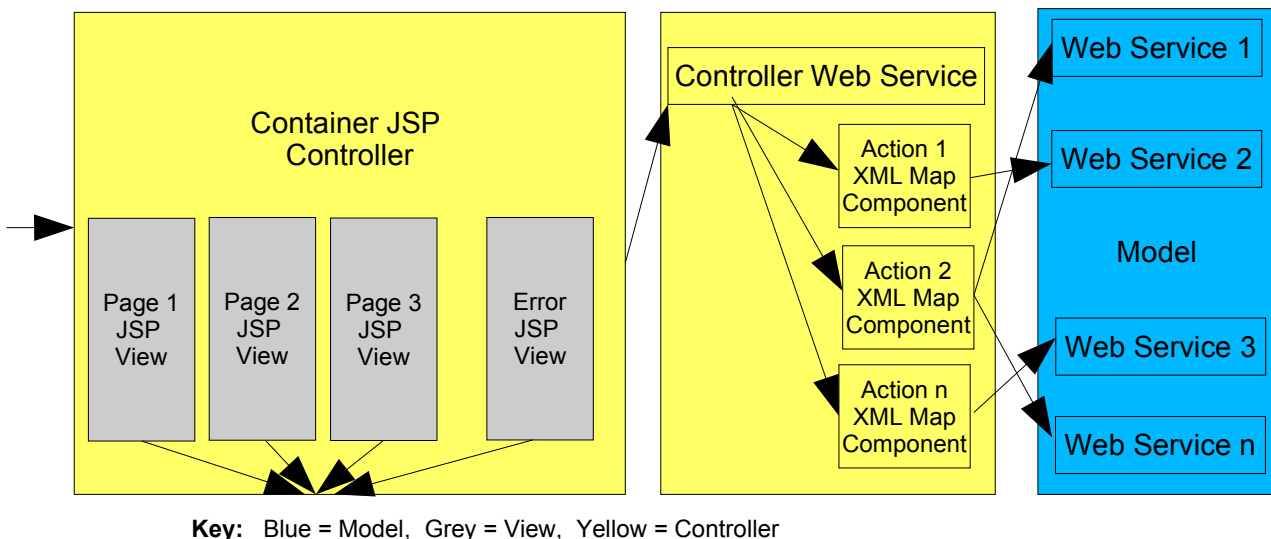 Container JSP
Controller
Page 1
JSP
View
Page 2
JSP
View
Page 3
JSP
View
Error
JSP
View
Controller Web Service
Action 1
XML Map
Component
Action 2
XML Map
Component
Action n
XML Map
Component
Web Service 1
Web Service 2
Model
Web Service 3
Web Service n
Key: Blue = Model, Grey = View, Yellow = Controller